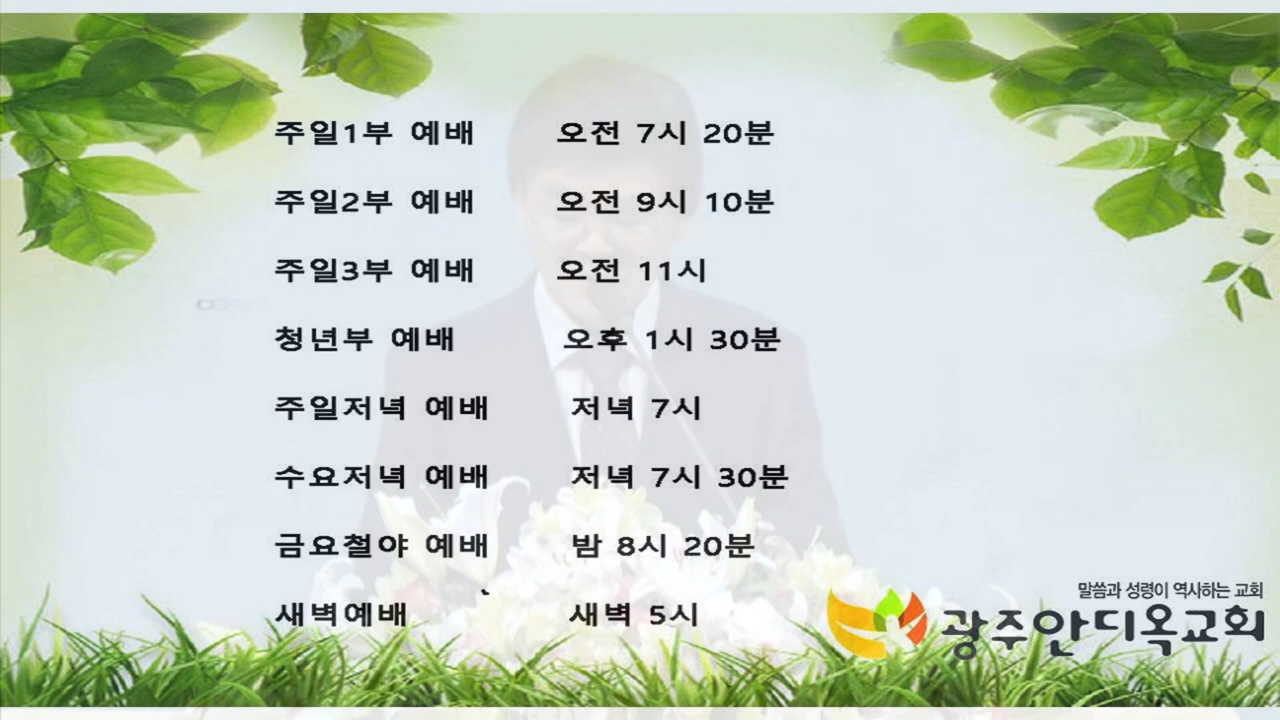 주일1부 예배 오전 7시 20분
주일2부 예배 오전 9시 10분
주일3부 예배 오전 11시
청년부 예배 오후 1시 30분
주일저녁 예배 저녁 7시
수요저녁 예배 저녁 7시 30분
금요철야 예배 밤 8시 20분
새벽예배 새벽 5시
말씀과 성령이 역사하는 교회
광주안디옥교회